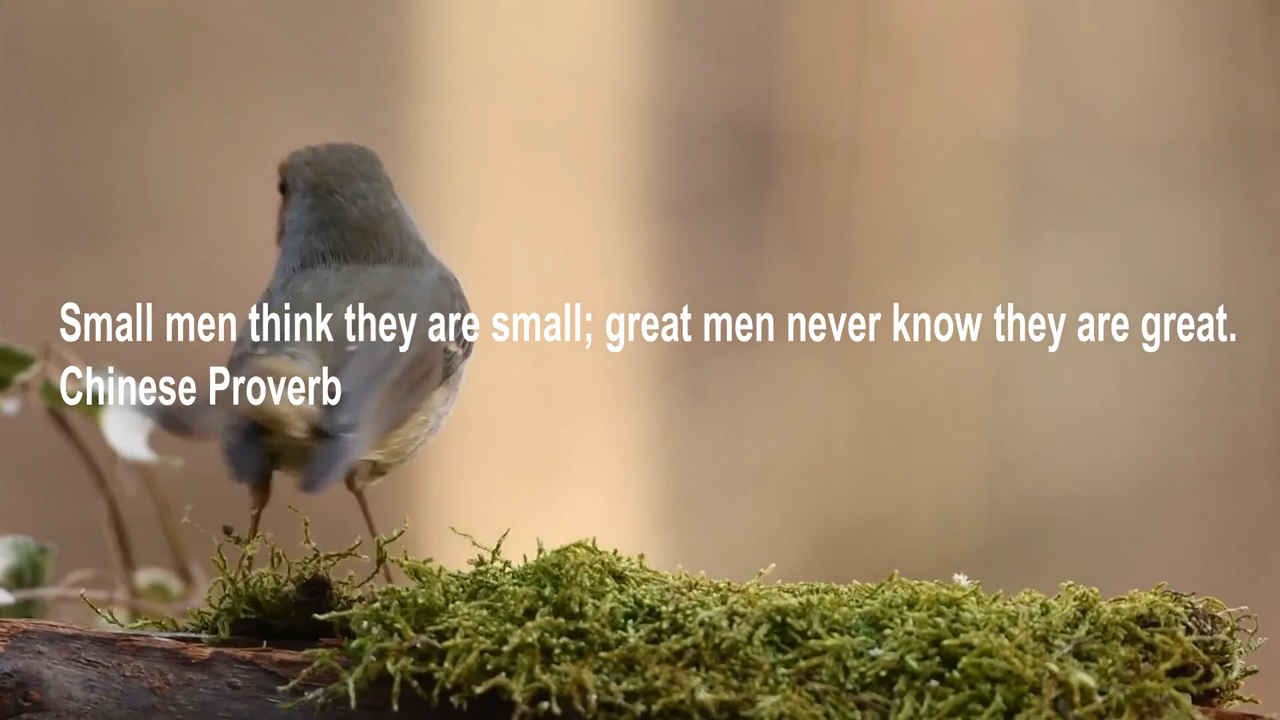 Small men think they are small; great men never know they are great.
Chinese Proverb